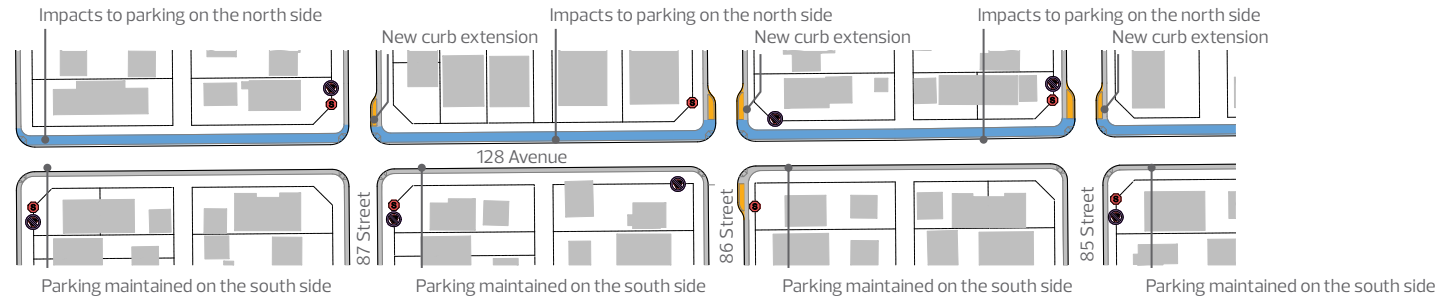 Impacts to parking on the north side
Impacts to parking on the north side
Impacts to parking on the north side
New curb extension
New curb extension
New curb extension
S
S
S
128 Avenue
S
S
S
S
87 Street
86 Street
85 Street
Parking maintained on the south side
Parking maintained on the south side
Parking maintained on the south side
Parking maintained on the south side